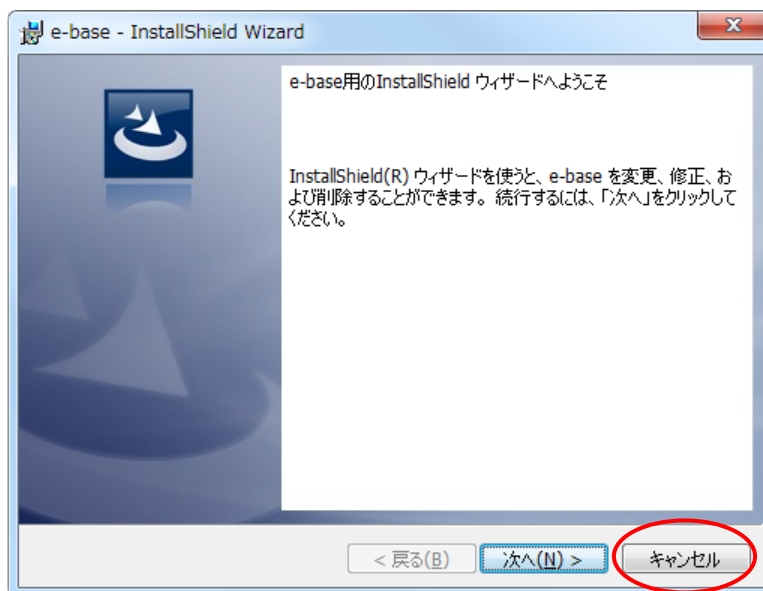 e-base - InstallShield Wizard
e-base用のInstallShield ウィザードへようこそ
InstallShield(R) ウィザードを使うと、e-base を変更、修正、お
よび削除することができます。続行するには、「次へ」をクリックして
ください。
< 戻る(B)
次へ(N) >
キャンセル